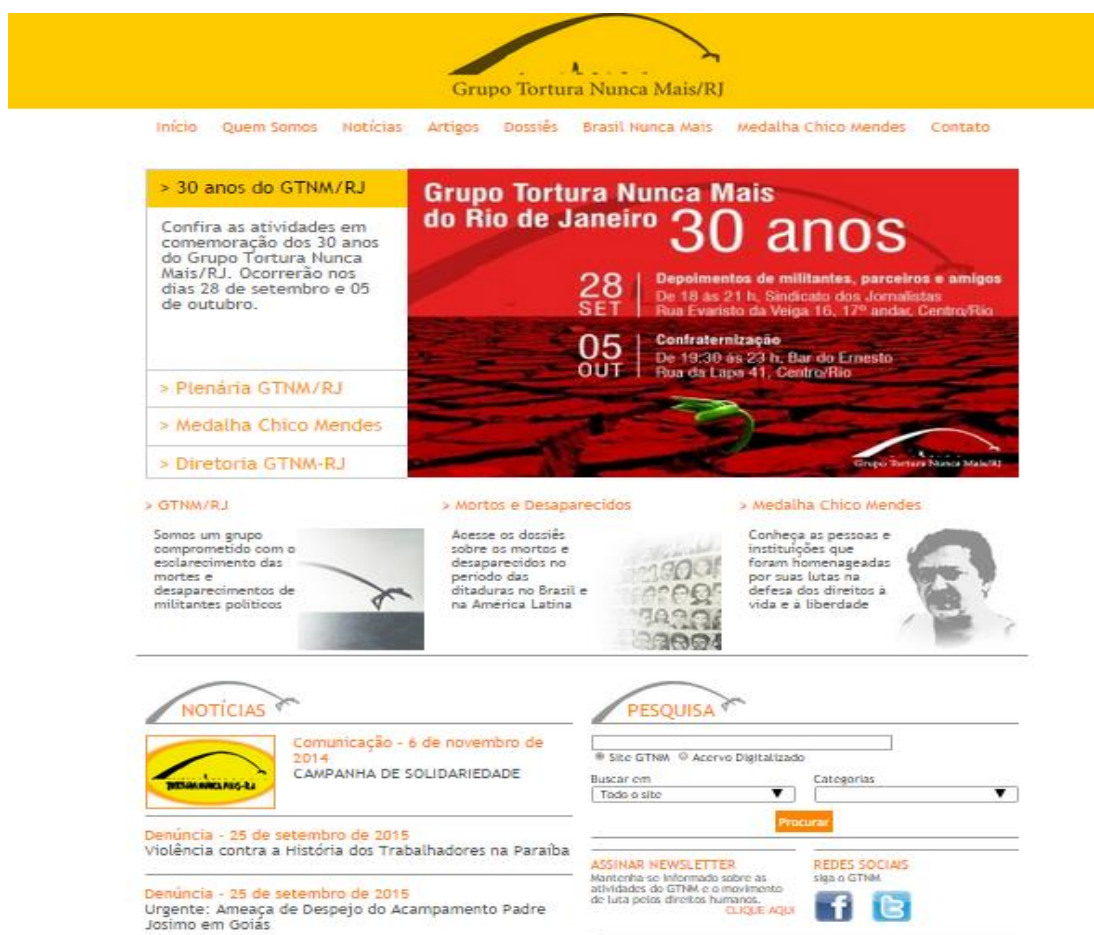 Grupo Tortura Nunca Mais/RJ
Início Quem Somos Notícias Artigos Dossiês Brasil Nunca Mais Medalha Chico Mendes Contato
> 30 anos do GTNM/RJ
Confira as atividades em
comemoração dos 30 anos
do Grupo Tortura Nunca
Mais/RJ. Ocorrerão nos
dias 28 de setembro e 05
de outubro.
> Plenária GTNM/RJ
> Medalha Chico Mendes
> Diretoria GTNM-RJ
Grupo Tortura Nunca Mais
do Rio de Janeiro 30 anos
28 SET
Depoimentos de militantes, parceiros e amigos
De 18 às 21 h, Sindicato dos Jornalistas
Rua Evaristo da Veiga 16, 17º andar, Centro/Rio
05 OUT
Confraternização
De 19:30 às 23 h, Bar do Ernesto
Rua da Lapa 41, Centro/Rio
Grupo Tortura Nunca Mais/RJ
> GTNM/RJ
Somos um grupo
comprometido com o
esclarecimento das
mortes e
desaparecimentos de
militantes políticos
> Mortos e Desaparecidos
Acesse os dossiês
sobre os mortos e
desaparecidos no
período das
ditaduras no Brasil e
na América Latina
> Medalha Chico Mendes
Conheça as pessoas e
instituições que
foram homenageadas
por suas lutas na
defesa dos direitos à
vida e à liberdade
NOTÍCIAS
TORTURA NUNCA MAIS-RJ
Comunicação - 6 de novembro de
2014
CAMPANHA DE SOLIDARIEDADE
Denúncia - 25 de setembro de 2015
Violência contra a História dos Trabalhadores na Paraíba
Denúncia - 25 de setembro de 2015
Urgente: Ameaça de Despejo do Acampamento Padre
Josimo em Goiás
PESQUISA
Site GTNM Acervo Digitalizado
Buscar em Categorias
Todo o site
Procurar
ASSINAR NEWSLETTER
Mantenha-se informado sobre as
atividades do GTNM e o movimento
de luta pelos direitos humanos.
CLIQUE AQUI
REDES SOCIAIS
siga o GTNM